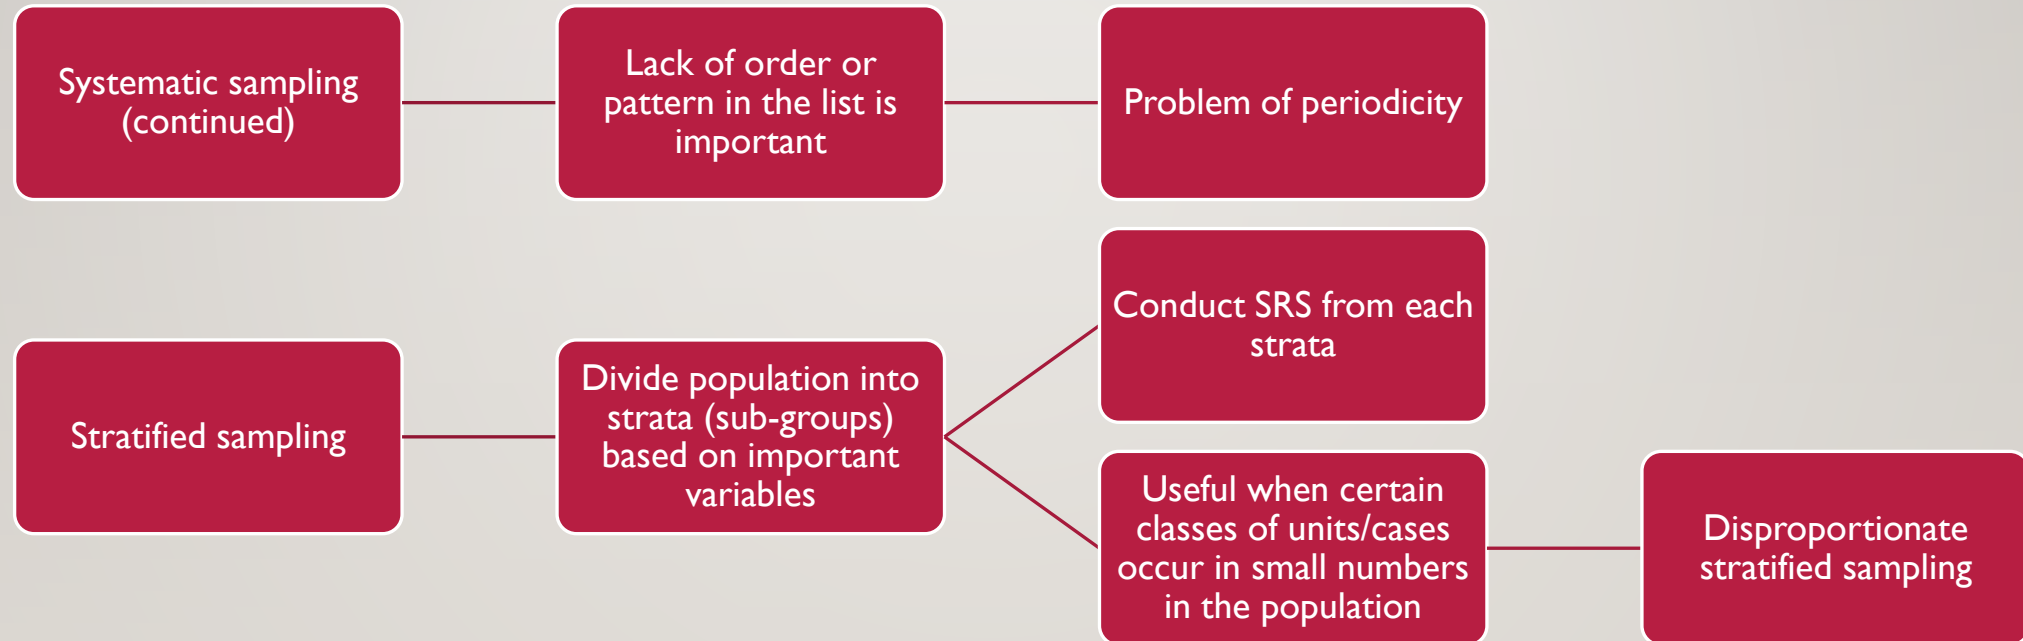 Systematic sampling
(continued)
Lack of order or
pattern in the list is
important
Problem of periodicity
Stratified sampling
Divide population into
strata (sub-groups)
based on important
variables
Conduct SRS from each
strata
Useful when certain
classes of units/cases
occur in small numbers
in the population
Disproportionate
stratified sampling